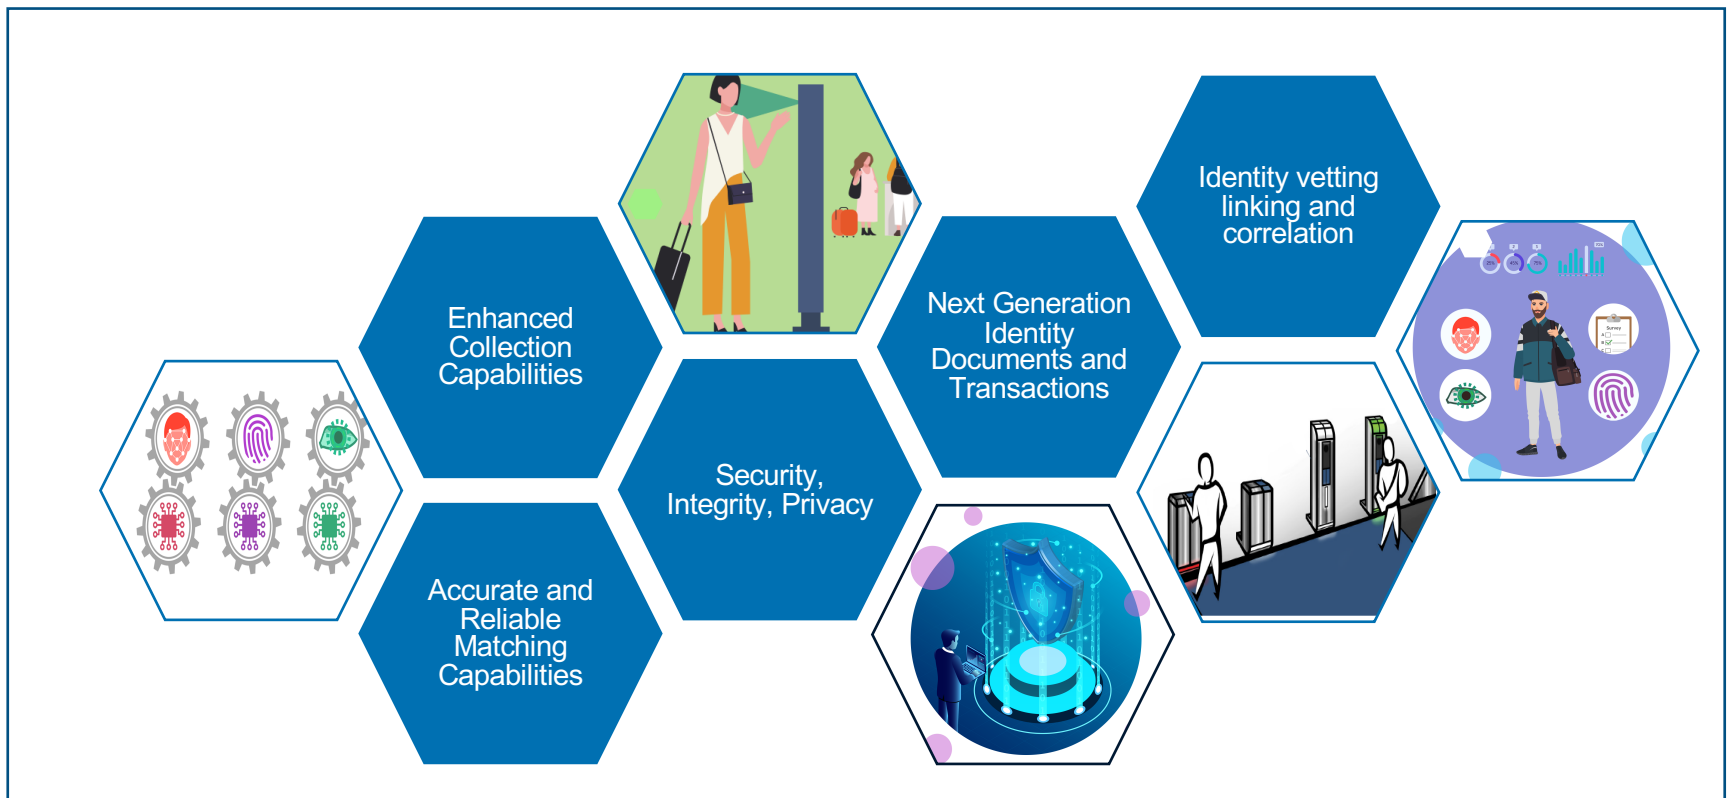 Enhanced
Collection
Capabilities
Accurate and
Reliable
Matching
Capabilities
Security,
Integrity, Privacy
Next Generation
Identity
Documents and
Transactions
Identity vetting
linking and
correlation
Survey